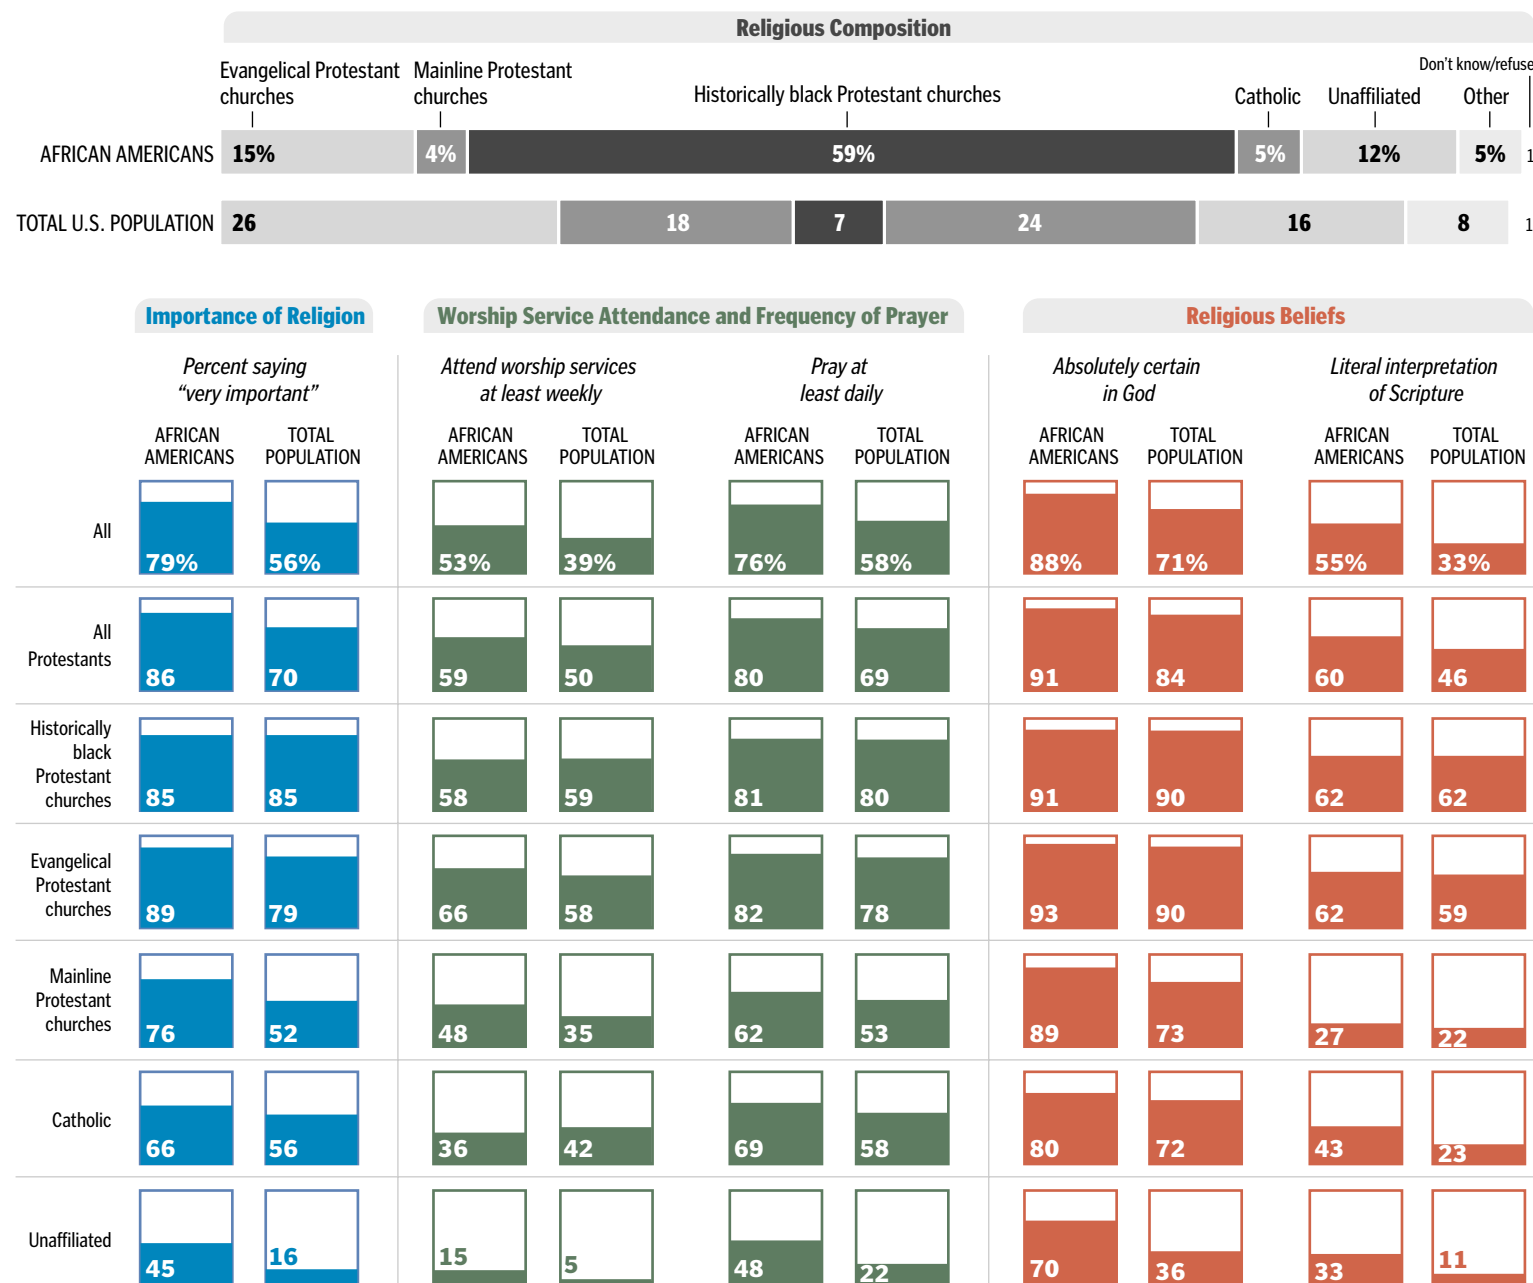 Religious Composition
Evangelical Protestant churches
Mainline Protestant churches
Historically black Protestant churches
Catholic
Unaffiliated
Other
Don't know/refuse
AFRICAN AMERICANS 15% 4% 59% 5% 12% 5% 1
TOTAL U.S. POPULATION 26 18 7 24 16 8 1
Importance of Religion
Worship Service Attendance and Frequency of Prayer
Religious Beliefs
Percent saying
“very important”
Attend worship services
at least weekly
Pray at
least daily
Absolutely certain
in God
Literal interpretation
of Scripture
AFRICAN AMERICANS TOTAL POPULATION AFRICAN AMERICANS TOTAL POPULATION AFRICAN AMERICANS TOTAL POPULATION AFRICAN AMERICANS TOTAL POPULATION AFRICAN AMERICANS TOTAL POPULATION
All 79% 56% 53% 39% 76% 58% 88% 71% 55% 33%
All Protestants 86 70 59 50 80 69 91 84 60 46
Historically black Protestant churches 85 85 58 59 81 80 91 90 62 62
Evangelical Protestant churches 89 79 66 58 82 78 93 90 62 59
Mainline Protestant churches 76 52 48 35 62 53 89 73 27 22
Catholic 66 56 36 42 69 58 80 72 43 23
Unaffiliated 45 16 15 5 48 22 70 36 33 11